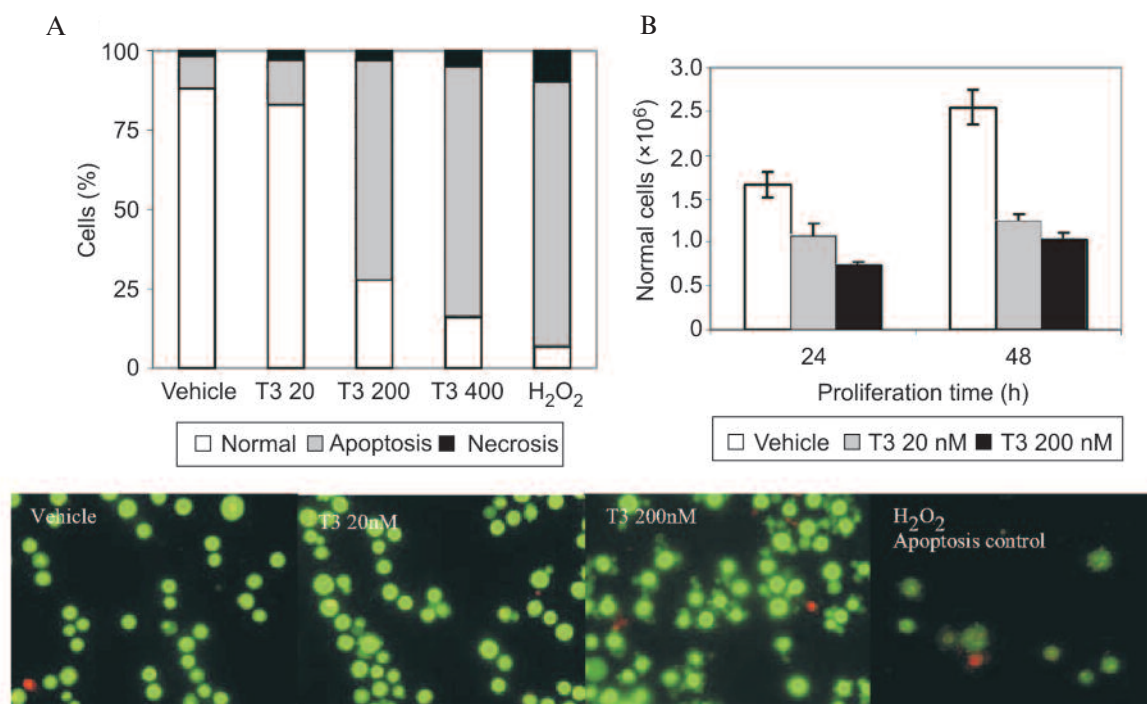 A
100
75
50
25
0
Cells (%)
Vehicle T3 20 T3 200 T3 400 H₂O₂
Normal Apoptosis Necrosis
B
3.0
2.5
2.0
1.5
1.0
0.5
0
Normal cells (×10⁶)
24 48
Proliferation time (h)
Vehicle T3 20 nM T3 200 nM
Vehicle
T3 20nM
T3 200nM
H₂O₂
Apoptosis control